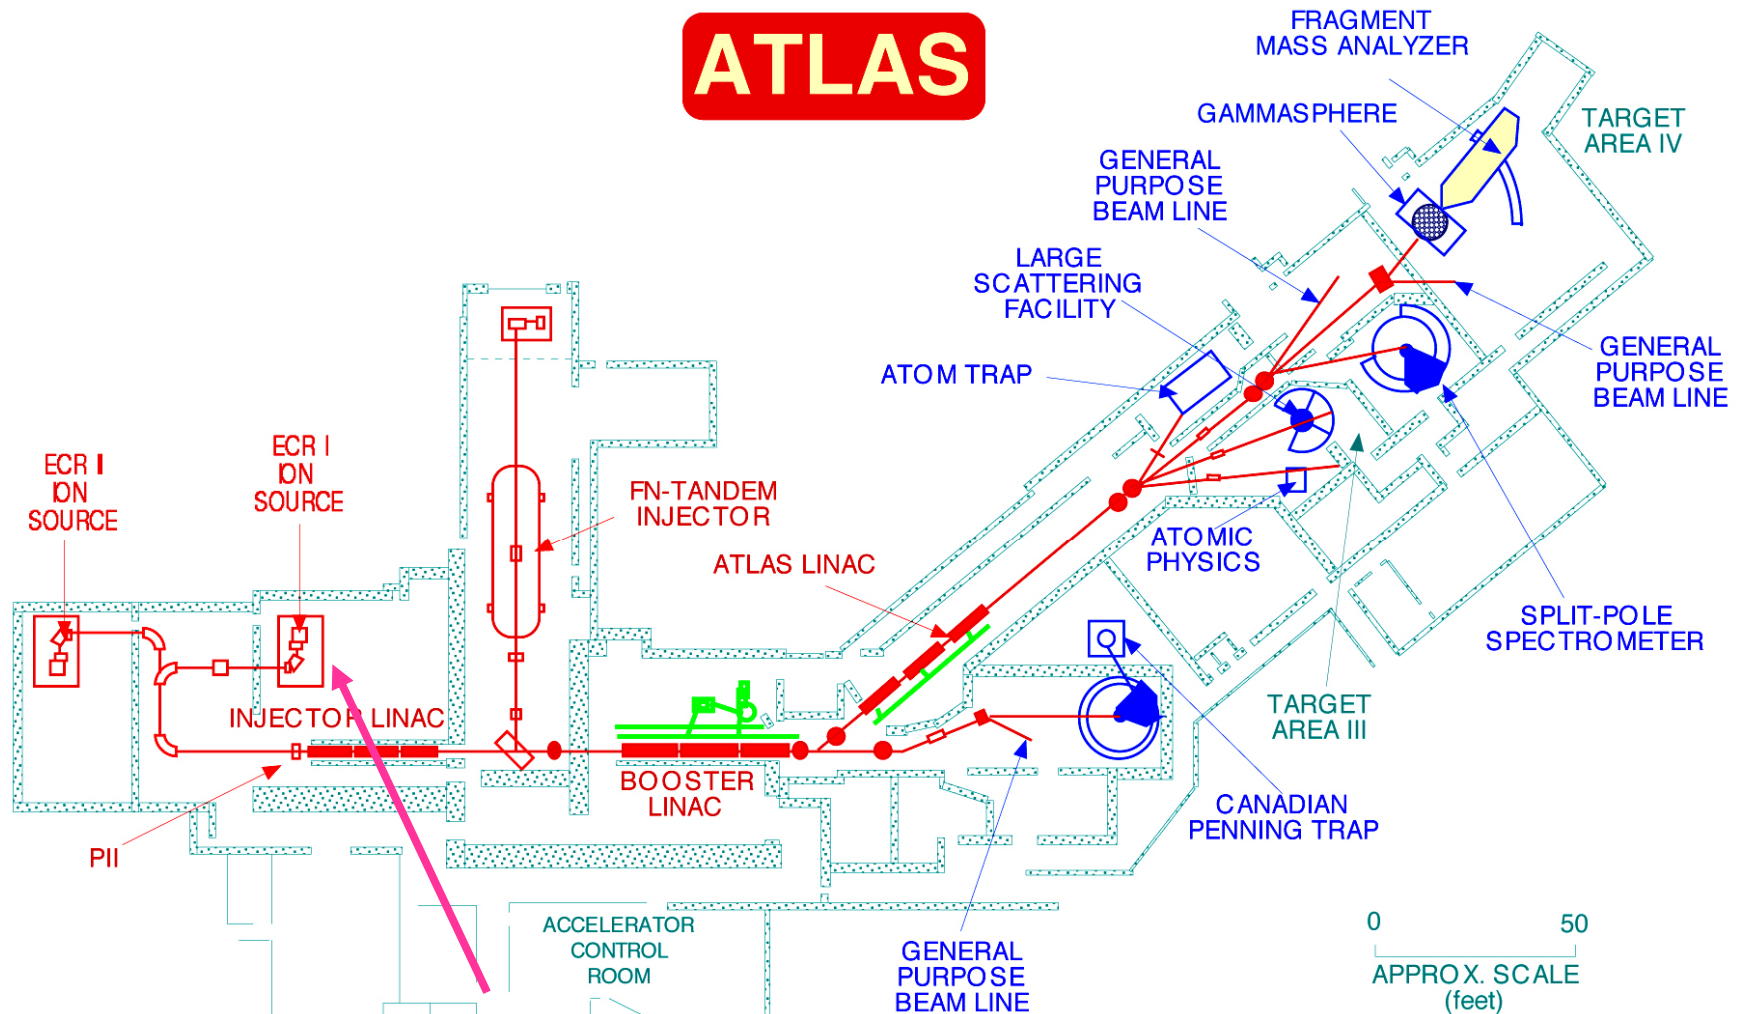 ATLAS
FRAGMENT
MASS ANALYZER
GAMMASPHERE
TARGET
AREA IV
GENERAL
PURPOSE
BEAM LINE
LARGE
SCATTERING
FACILITY
ATOM TRAP
GENERAL
PURPOSE
BEAM LINE
ECR II
ION
SOURCE
ECR I
ION
SOURCE
FN-TANDEM
INJECTOR
ATLAS LINAC
ATOMIC
PHYSICS
SPLIT-POLE
SPECTROMETER
TARGET
AREA III
INJECTOR LINAC
BOOSTER
LINAC
PII
CANADIAN
PENNING TRAP
ACCELERATOR
CONTROL
ROOM
GENERAL
PURPOSE
BEAM LINE
0 50
APPROX. SCALE
(feet)